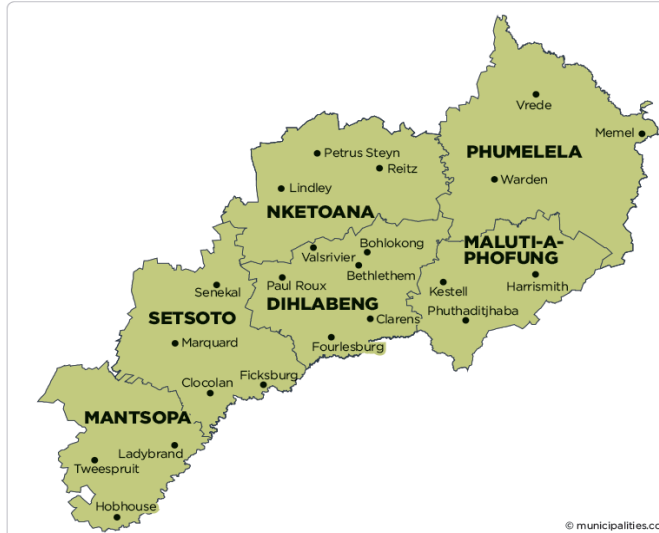 Vrede
Memel
PHUMELELA
Warden
Petrus Steyn
Reitz
Lindley
NKETOANA
MALUTI-A-
PHOFUNG
Harrismith
Kestell
Phuthaditjhaba
Bohlokong
Valsrivier
Bethlethem
Paul Roux
DIHLABENG
Clarens
Fourlesburg
Senekal
SETSOTO
Marquard
Ficksburg
Clocolan
MANTSOPA
Ladybrand
Tweespruit
Hobhouse
© municipalities.co